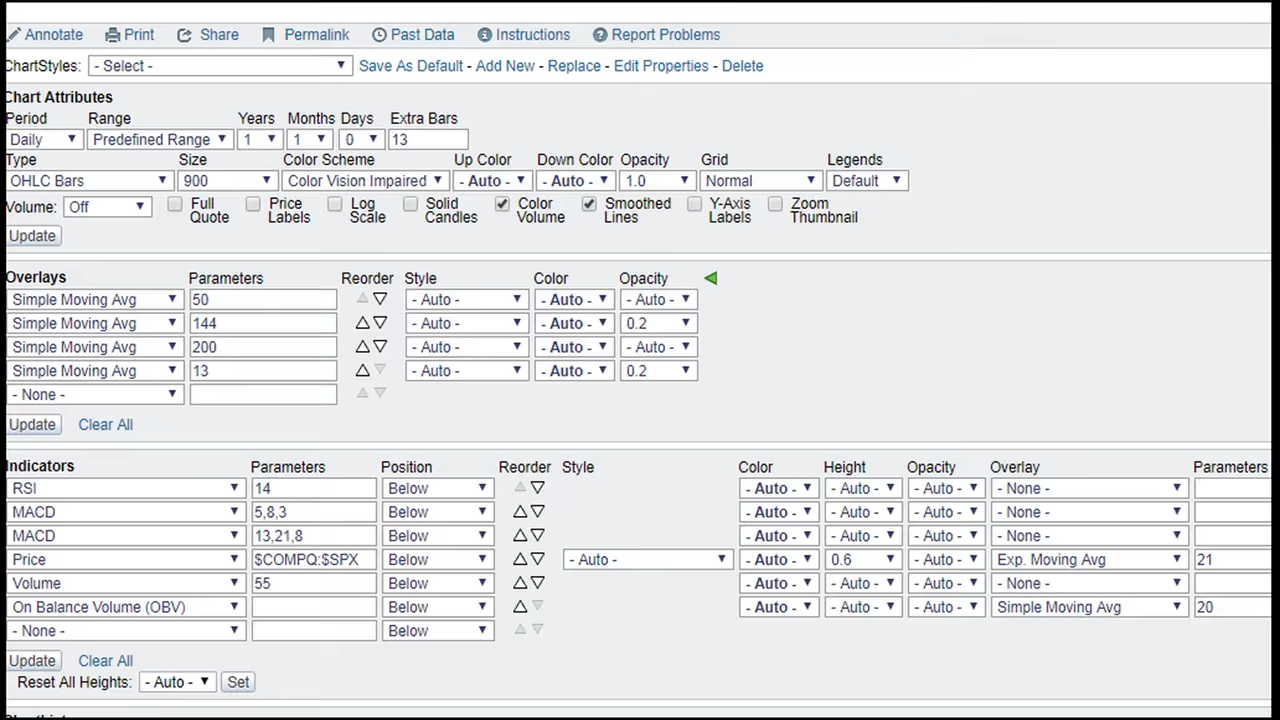 Annotate Print Share Permalink Past Data Instructions Report Problems
ChartStyles: - Select - Save As Default - Add New - Replace - Edit Properties - Delete
Chart Attributes
Period Range Years Months Days Extra Bars
Daily Predefined Range 1 1 0 13
Type Size Color Scheme Up Color Down Color Opacity Grid Legends
OHLC Bars 900 Color Vision Impaired - Auto - - Auto - 1.0 Normal Default
Volume: Off Full Quote Price Labels Log Scale Solid Candles Color Volume Smoothed Lines Y-Axis Labels Zoom Thumbnail
Update
Overlays Parameters Reorder Style Color Opacity
Simple Moving Avg 50 - Auto - - Auto - - Auto -
Simple Moving Avg 144 - Auto - - Auto - 0.2
Simple Moving Avg 200 - Auto - - Auto - - Auto -
Simple Moving Avg 13 - Auto - - Auto - 0.2
- None -
Update Clear All
Indicators Parameters Position Reorder Style Color Height Opacity Overlay Parameters
RSI 14 Below - Auto - - Auto - - Auto - - None -
MACD 5,8,3 Below - Auto - - Auto - - Auto - - None -
MACD 13,21,8 Below - Auto - - Auto - - Auto - - None -
Price $COMPQ:$SPX Below - Auto - - Auto - 0.6 - Auto - Exp. Moving Avg 21
Volume 55 Below - Auto - - Auto - - Auto - - None -
On Balance Volume (OBV) Below - Auto - - Auto - - Auto - Simple Moving Avg 20
- None - Below
Update Clear All
Reset All Heights: - Auto - Set